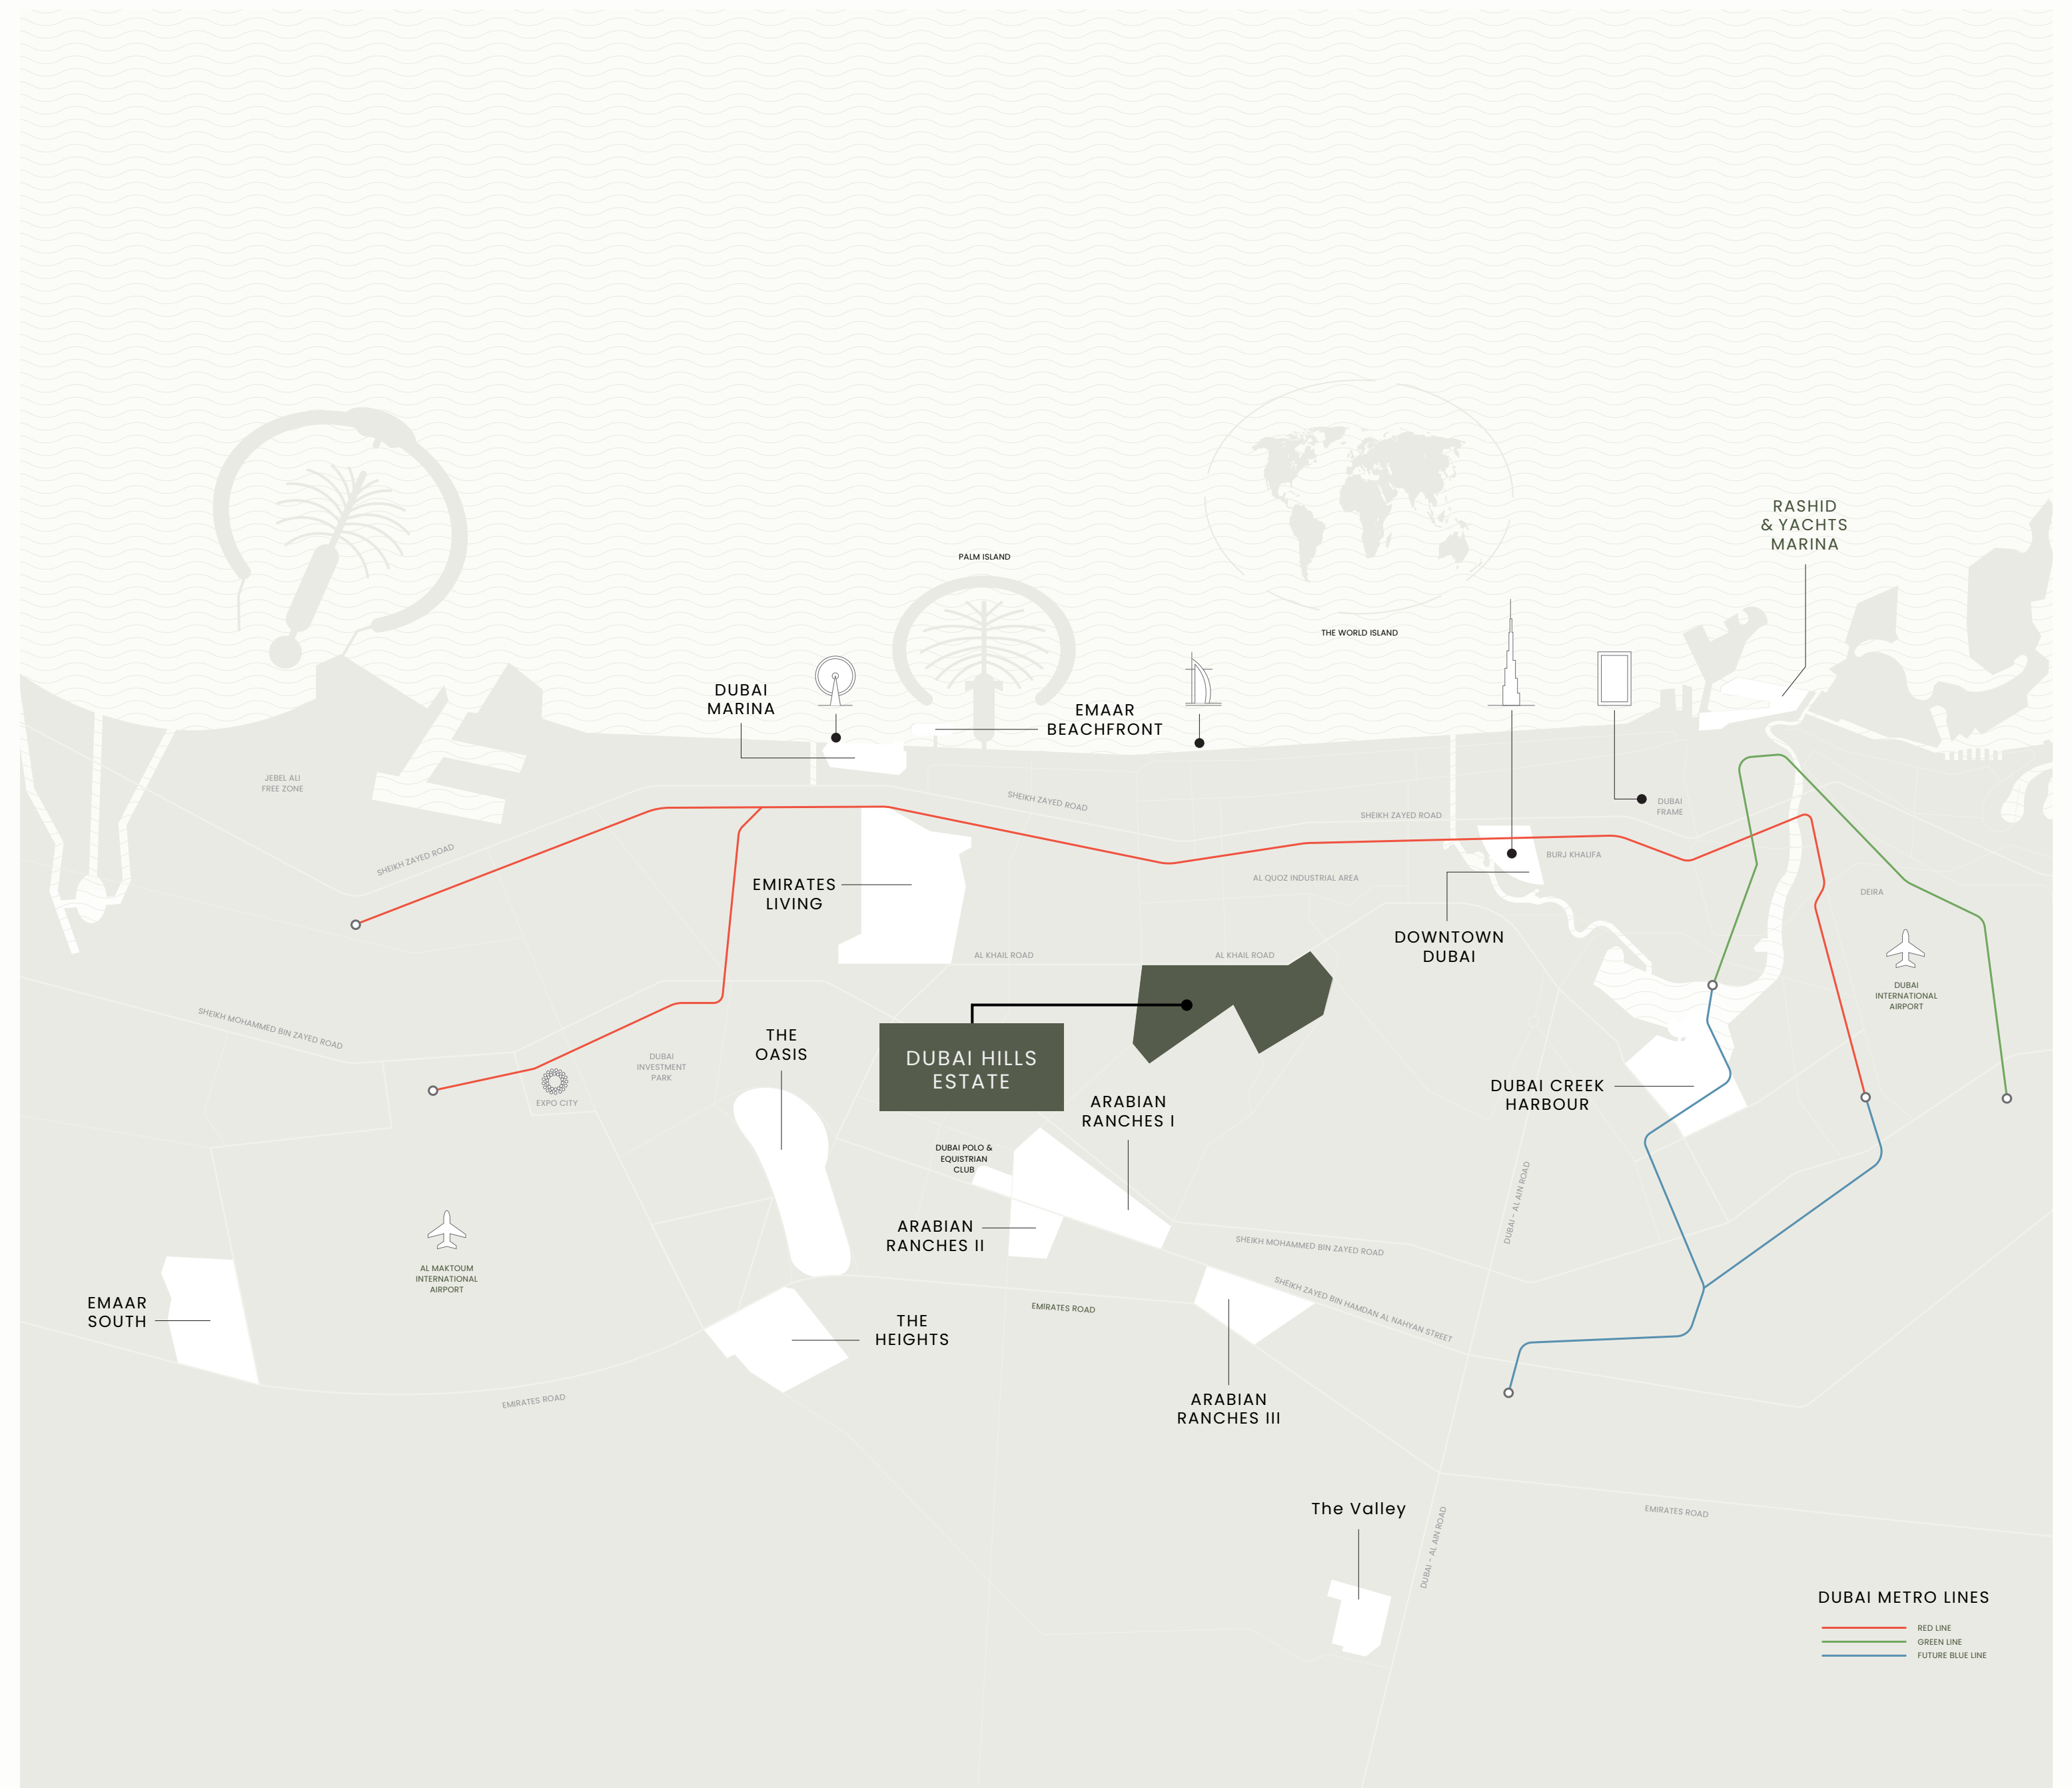 RASHID
& YACHTS
MARINA
PALM ISLAND
THE WORLD ISLAND
DUBAI
MARINA
EMAAR
BEACHFRONT
JEBEL ALI
FREE ZONE
SHEIKH ZAYED ROAD
SHEIKH ZAYED ROAD
DUBAI
FRAME
SHEIKH ZAYED ROAD
BURJ KHALIFA
EMIRATES
LIVING
AL QUOZ INDUSTRIAL AREA
DEIRA
DOWNTOWN
DUBAI
AL KHAIL ROAD
AL KHAIL ROAD
DUBAI
INTERNATIONAL
AIRPORT
SHEIKH MOHAMMED BIN ZAYED ROAD
THE
OASIS
DUBAI HILLS
ESTATE
DUBAI
INVESTMENT
PARK
EXPO CITY
ARABIAN
RANCHES I
DUBAI CREEK
HARBOUR
DUBAI POLO &
EQUISTRIAN
CLUB
ARABIAN
RANCHES II
DUBAI - AL AIN ROAD
SHEIKH MOHAMMED BIN ZAYED ROAD
AL MAKTOUM
INTERNATIONAL
AIRPORT
EMAAR
SOUTH
SHEIKH ZAYED BIN HAMDAN AL NAHYAN STREET
EMIRATES ROAD
THE
HEIGHTS
EMIRATES ROAD
ARABIAN
RANCHES III
The Valley
EMIRATES ROAD
DUBAI - AL AIN ROAD
DUBAI METRO LINES
RED LINE
GREEN LINE
FUTURE BLUE LINE